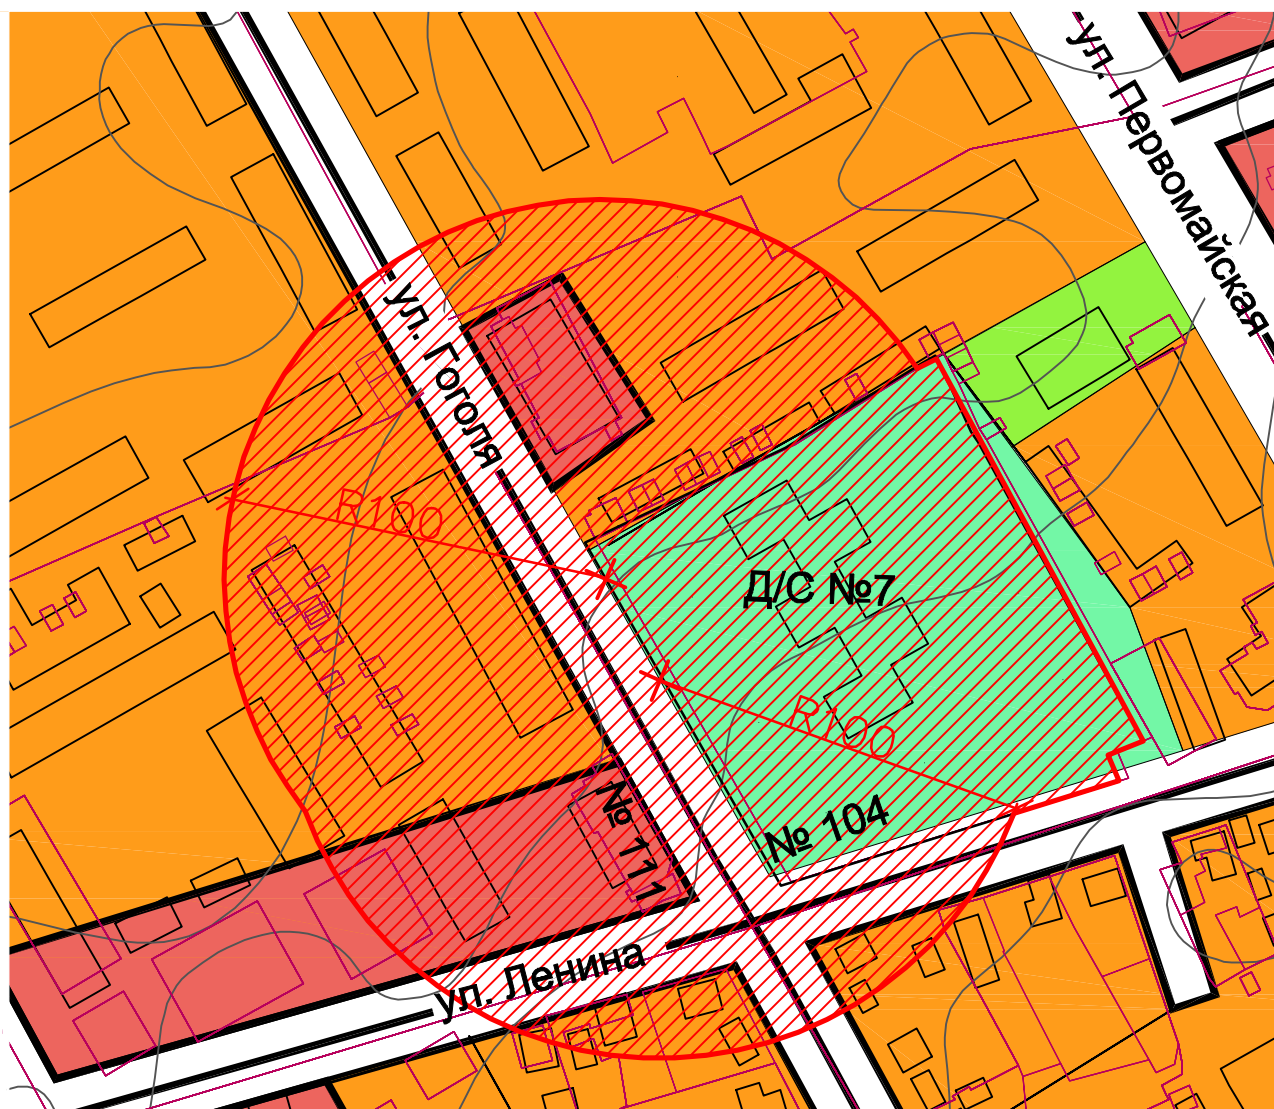 ул. Первомайская
ул. Гоголя
R100
Д/С №7
R100
№ 104
№ 111
ул. Ленина